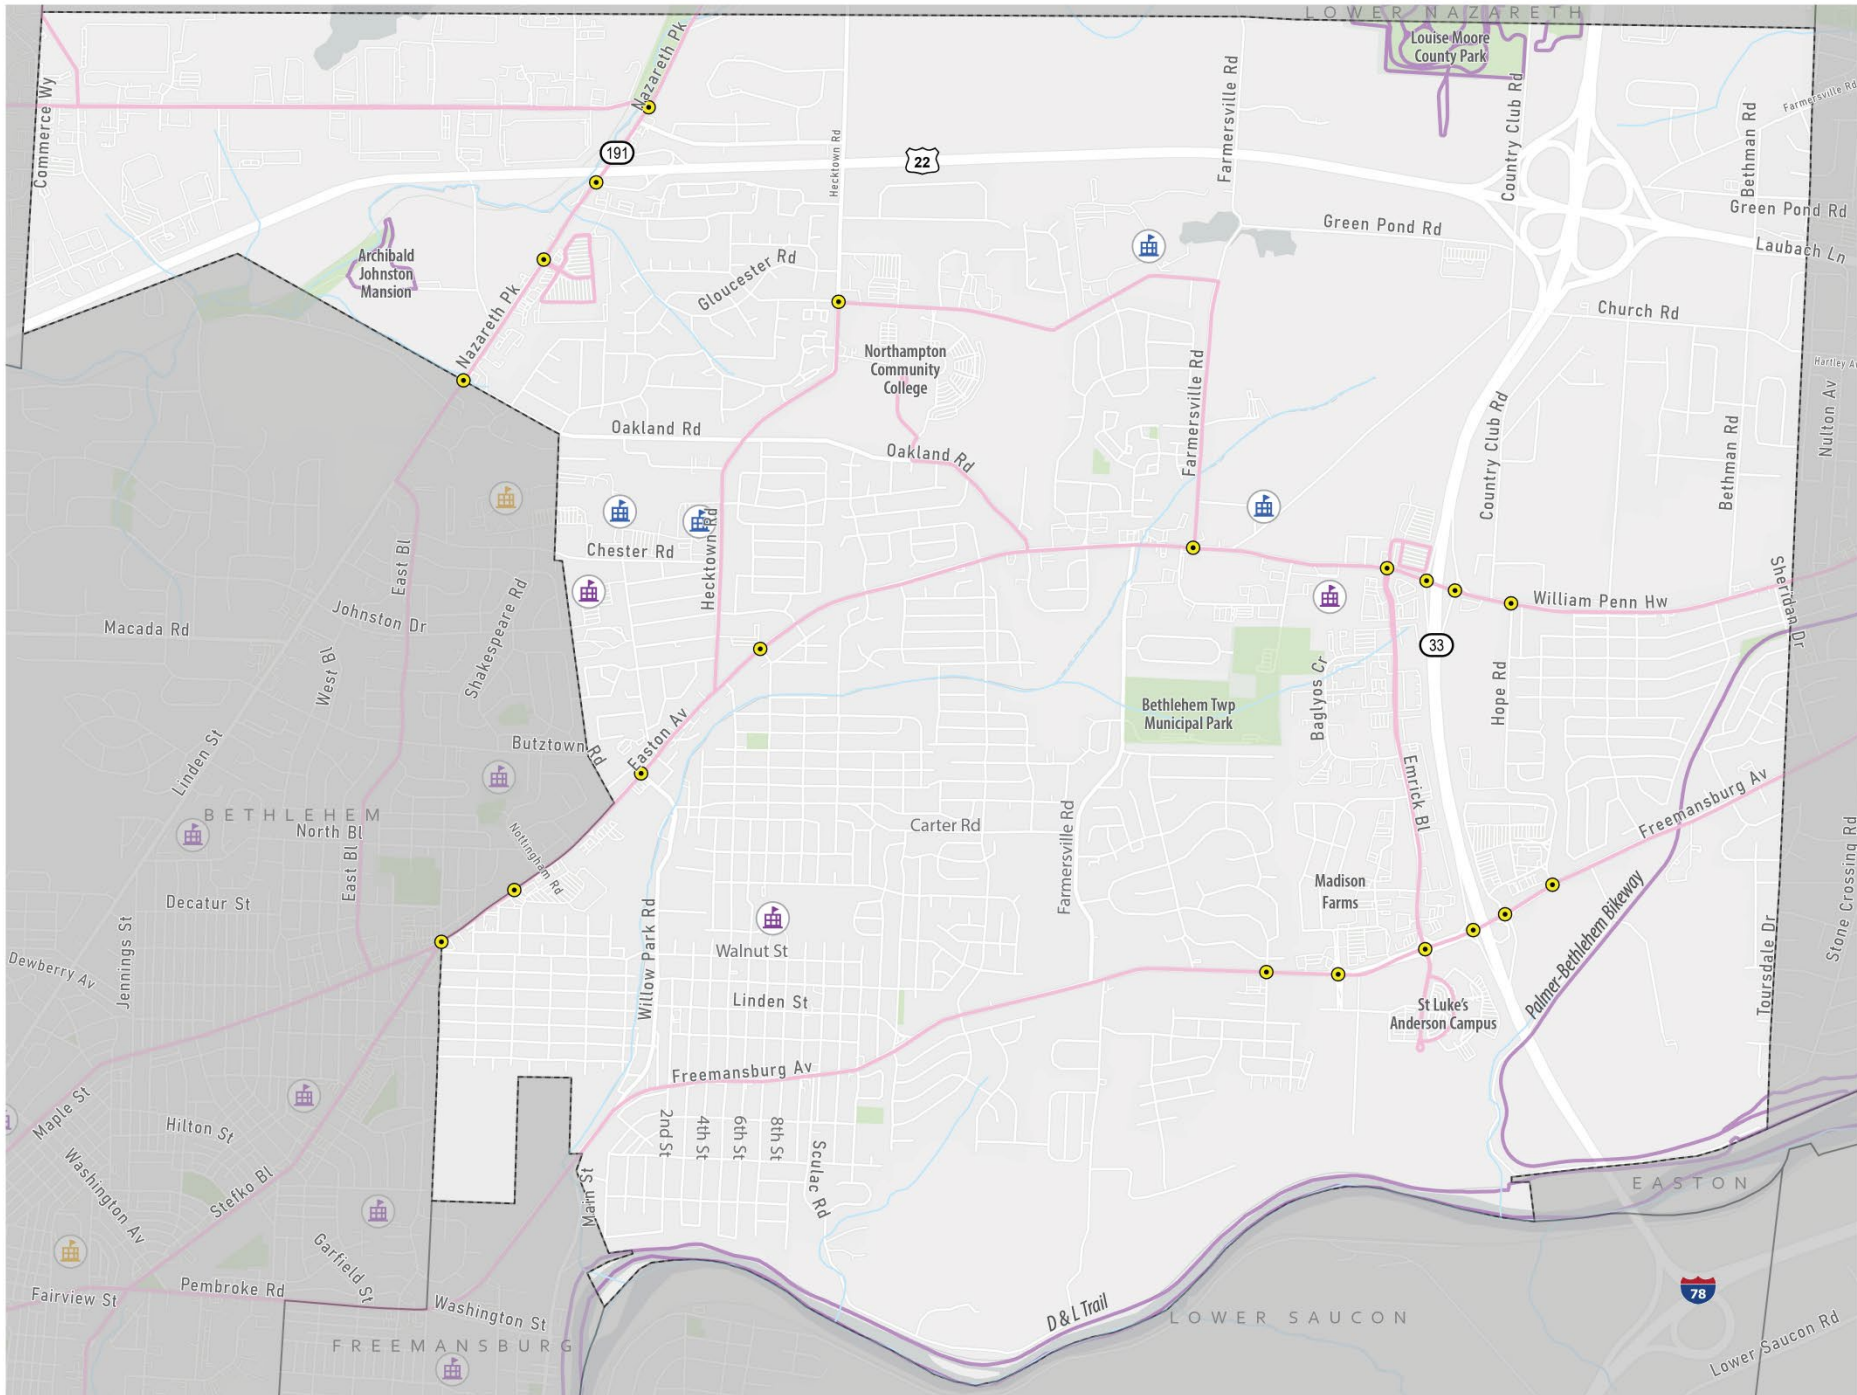 LOWER NAZARETH
Louise Moore
County Park
Nazareth Pk
Commerce Wy
191
22
Hecktown Rd
Farmersville Rd
Country Club Rd
Bethman Rd
Farmersville Rd
Green Pond Rd
Green Pond Rd
Laubach Ln
Archibald
Johnston
Mansion
Gloucester Rd
Nazareth Pk
Church Rd
Northampton
Community
College
Farmersville Rd
Country Club Rd
Bethman Rd
Nulton Av
Oakland Rd
Oakland Rd
Chester Rd
Hecktown Rd
East Bl
Johnston Dr
Shakespeare Rd
Macada Rd
West Bl
William Penn Hw
Sheridan Dr
33
Linden St
Butztown Rd
Easton Av
Bethlehem Twp
Municipal Park
Baglyos Cr
Hope Rd
Emrick Bl
BETHLEHEM
North Bl
East Bl
Nottingham Rd
Carter Rd
Farmersville Rd
Freemansburg Av
Decatur St
Madison
Farms
Palmer-Bethlehem Bikeway
Stone Crossing Rd
Jennings St
Dewberry Av
Willow Park Rd
Walnut St
Linden St
Toursdale Dr
St Luke's
Anderson Campus
Freemansburg Av
Maple St
Hilton St
Washington Av
Stefko Bl
2nd St
4th St
6th St
8th St
Sculac Rd
Main St
EASTON
Garfield St
Pembroke Rd
Fairview St
Washington St
FREEMANSBURG
D & L Trail
LOWER SAUCON
78
Lower Saucon Rd